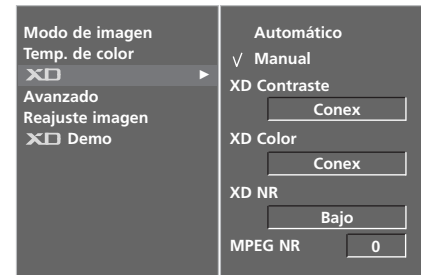 Modo de imagen
Temp. de color
XD
Avanzado
Reajuste imagen
XD Demo
Automático
√ Manual
XD Contraste
Conex
XD Color
Conex
XD NR
Bajo
MPEG NR 0